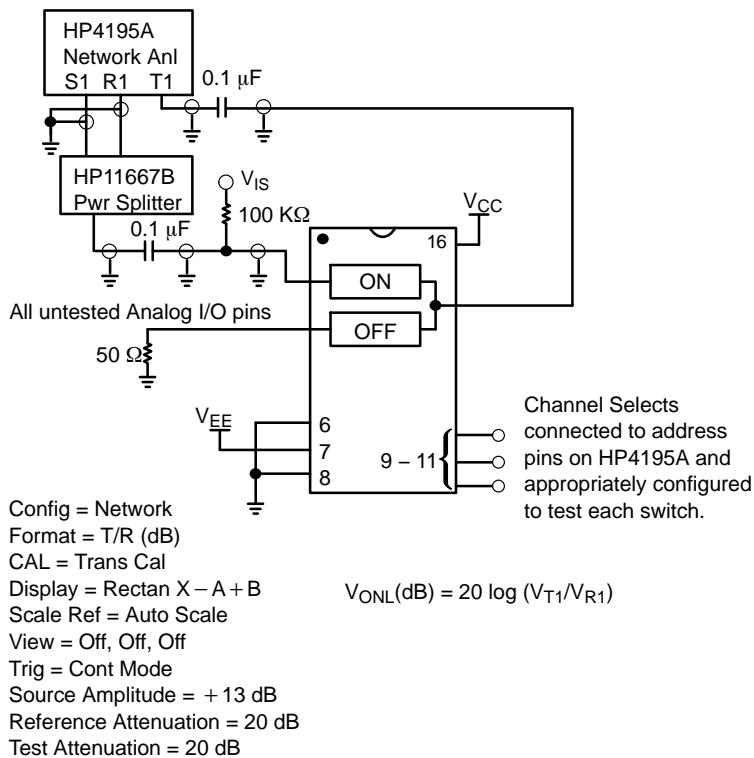 HP4195A
Network Anl
S1 R1 T1
0.1 μF
HP11667B
Pwr Splitter
V_IS
100 KΩ
0.1 μF
V_CC
16
ON
OFF
All untested Analog I/O pins
50 Ω
V_EE
6
7
8
9 – 11
Channel Selects
connected to address
pins on HP4195A and
appropriately configured
to test each switch.
Config = Network
Format = T/R (dB)
CAL = Trans Cal
Display = Rectan X – A + B
Scale Ref = Auto Scale
View = Off, Off, Off
Trig = Cont Mode
Source Amplitude = + 13 dB
Reference Attenuation = 20 dB
Test Attenuation = 20 dB
V_ONL(dB) = 20 log (V_T1/V_R1)